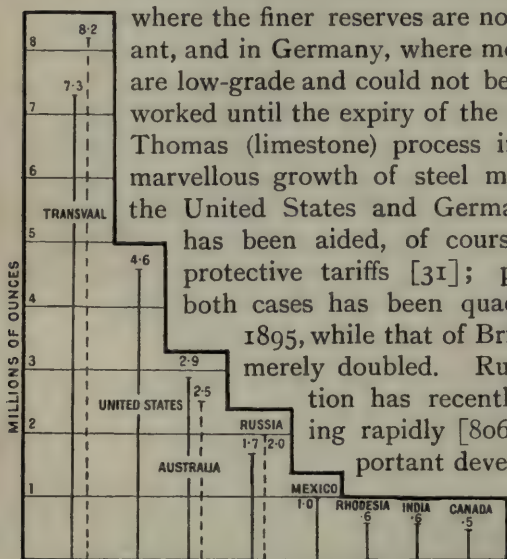 where the finer reserves are no
ant, and in Germany, where
are low-grade and could not be
worked until the expiry of the
Thomas (limestone) process i
marvellous growth of steel m
the United States and Germa
has been aided, of cours
protective tariffs [31]; p
both cases has been quad
1895, while that of Bri
merely doubled. Ru
tion has recentl
ing rapidly [806
portant deve
MILLIONS OF OUNCES
8
7
6
5
4
3
2
1
8·2
7·3
TRANSVAAL
4·6
UNITED STATES
2·9
2·5
AUSTRALIA
RUSSIA
1·7 2·0
MEXICO
1·0
RHODESIA
·6
INDIA
·6
CANADA
·5